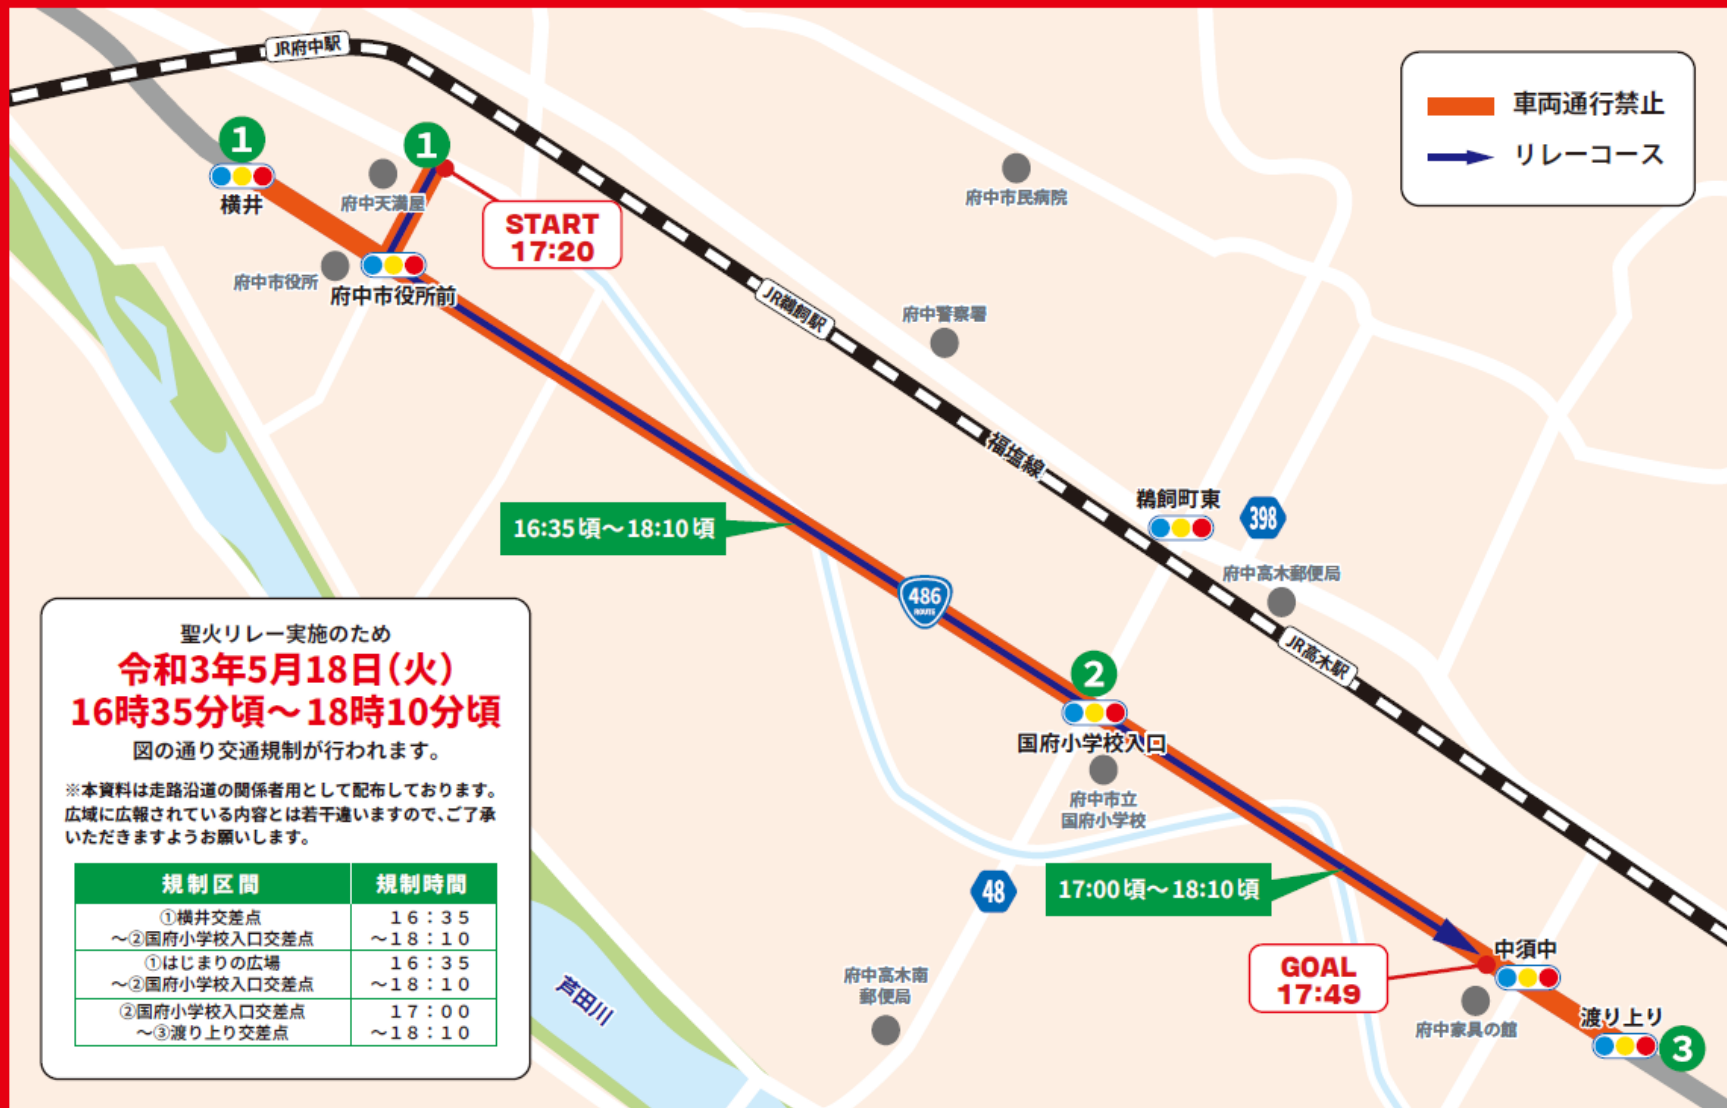 JR府中駅
1
1
横井
府中天満屋
START
17:20
府中市役所
府中市役所前
府中市民病院
車両通行禁止
リレーコース
JR鵜飼駅
府中警察署
福塩線
鵜飼町東
398
府中高木郵便局
JR高木駅
16:35頃～18:10頃
486
ROUTE
2
国府小学校入口
府中市立
国府小学校
48
17:00頃～18:10頃
GOAL
17:49
中須中
府中家具の館
渡り上り
3
府中高木南
郵便局
芦田川
聖火リレー実施のため
令和3年5月18日(火)
16時35分頃～18時10分頃
図の通り交通規制が行われます。
※本資料は走路沿道の関係者用として配布しております。
広域に広報されている内容とは若干違いますので、ご了承
いただきますようお願いします。
規制区間 規制時間
①横井交差点 16：35
～②国府小学校入口交差点 ～18：10
①はじまりの広場 16：35
～②国府小学校入口交差点 ～18：10
②国府小学校入口交差点 17：00
～③渡り上り交差点 ～18：10